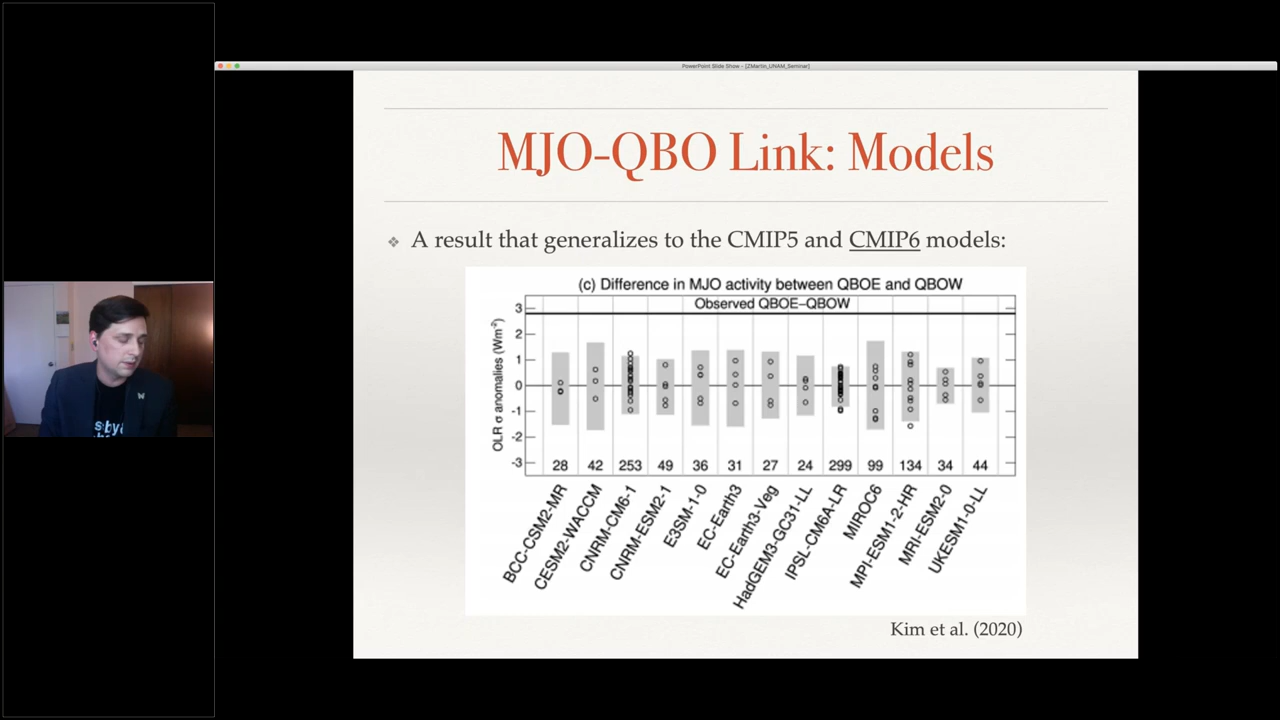 PowerPoint Slide Show - [ZMartin_UNAM_Seminar]
MJO-QBO Link: Models
❖ A result that generalizes to the CMIP5 and CMIP6 models:
(c) Difference in MJO activity between QBOE and QBOW
Observed QBOE–QBOW
OLR σ anomalies (Wm⁻²)
3
2
1
0
-1
-2
-3
28 42 253 49 36 31 27 24 299 99 134 34 44
BCC-CSM2-MR
CESM2-WACCM
CNRM-CM6-1
CNRM-ESM2-1
E3SM-1-0
EC-Earth3
EC-Earth3-Veg
HadGEM3-GC31-LL
IPSL-CM6A-LR
MIROC6
MPI-ESM1-2-HR
MRI-ESM2-0
UKESM1-0-LL
Kim et al. (2020)